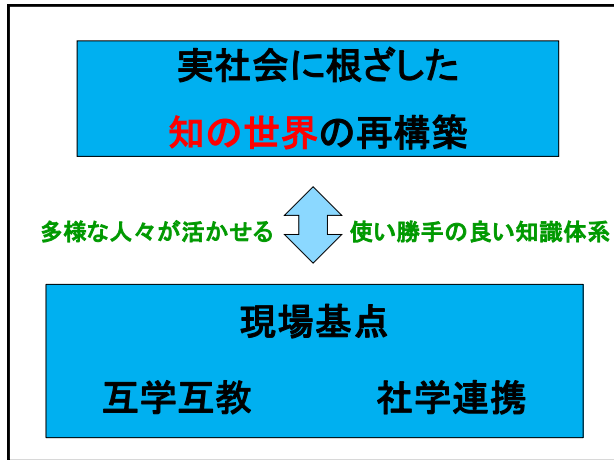 実社会に根ざした
知の世界の再構築
多様な人々が活かせる
使い勝手の良い知識体系
現場基点
互学互教
社学連携